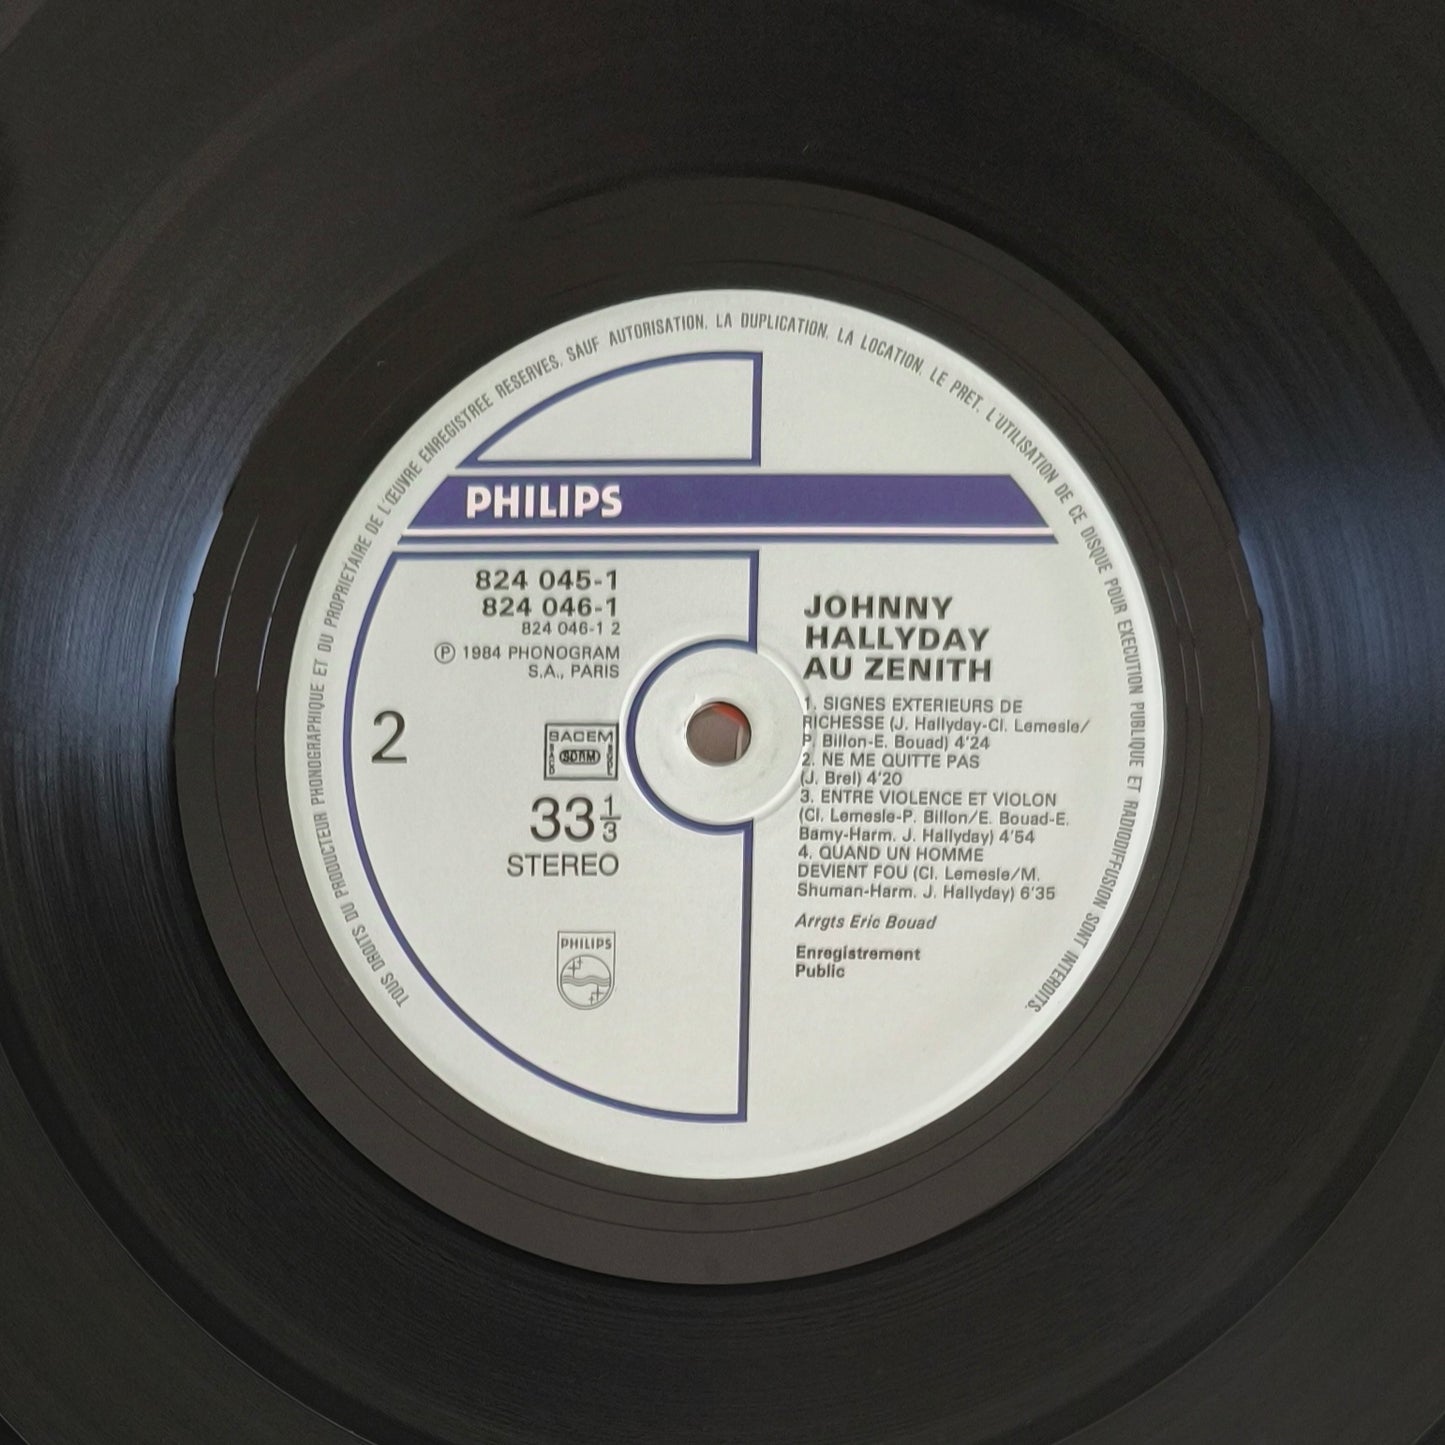 TOUS DROITS DU PRODUCTEUR PHONOGRAPHIQUE ET DU PROPRIETAIRE DE L'ŒUVRE ENREGISTREE RESERVES. SAUF AUTORISATION, LA DUPLICATION, LA LOCATION, LE PRET, L'UTILISATION DE CE DISQUE POUR EXECUTION PUBLIQUE ET RADIODIFFUSION SONT INTERDITS.
PHILIPS
824 045-1
824 046-1
824 046-1 2
Ⓟ 1984 PHONOGRAM
S.A., PARIS
2
SACEM
SDRM
SACD
33 1/3
STEREO
PHILIPS
JOHNNY
HALLYDAY
AU ZENITH
1. SIGNES EXTERIEURS DE
RICHESSE (J. Hallyday-Cl. Lemesle/
P. Billon-E. Bouad) 4'24
2. NE ME QUITTE PAS
(J. Brel) 4'20
3. ENTRE VIOLENCE ET VIOLON
(Cl. Lemesle-P. Billon/E. Bouad-E.
Bamy-Harm. J. Hallyday) 4'54
4. QUAND UN HOMME
DEVIENT FOU (Cl. Lemesle/M.
Shuman-Harm. J. Hallyday) 6'35
Arrgts Eric Bouad
Enregistrement
Public